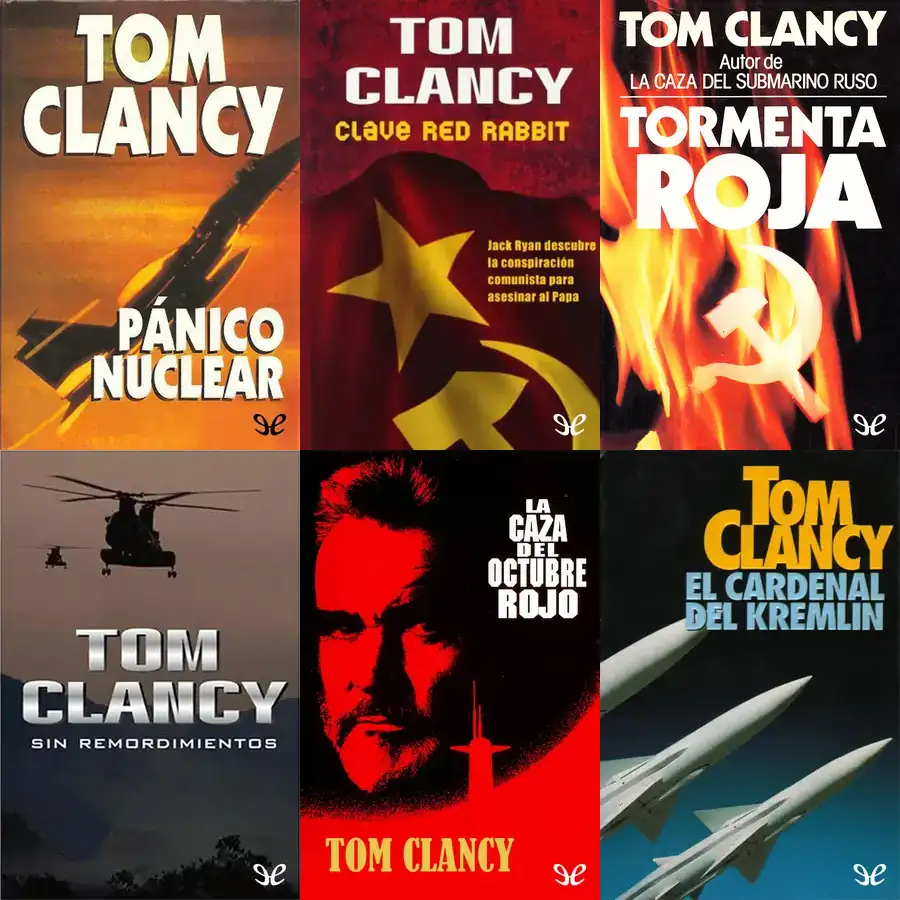 TOM
CLANCY
PÁNICO
NUCLEAR
TOM
CLANCY
CLAVE RED RABBIT
Jack Ryan descubre
la conspiración
comunista para
asesinar al Papa
TOM CLANCY
Autor de
LA CAZA DEL SUBMARINO RUSO
TORMENTA
ROJA
TOM
CLANCY
SIN REMORDIMIENTOS
LA
CAZA
DEL
OCTUBRE
ROJO
TOM CLANCY
TOM
CLANCY
EL CARDENAL
DEL KREMLIN